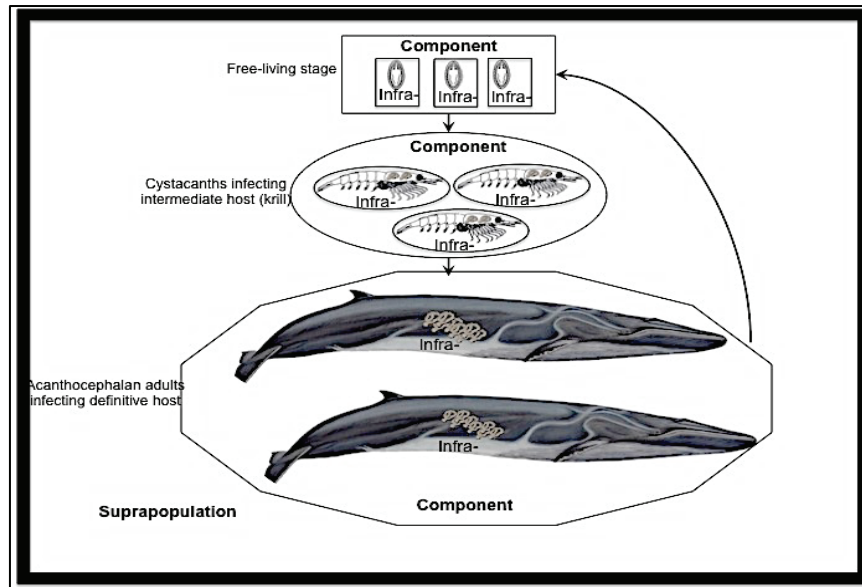 Component
Free-living stage
Infra- Infra- Infra-
Component
Cystacanths infecting
intermediate host (krill)
Infra- Infra-
Infra-
Infra-
Acanthocephalan adults
infecting definitive host
Infra-
Suprapopulation
Component